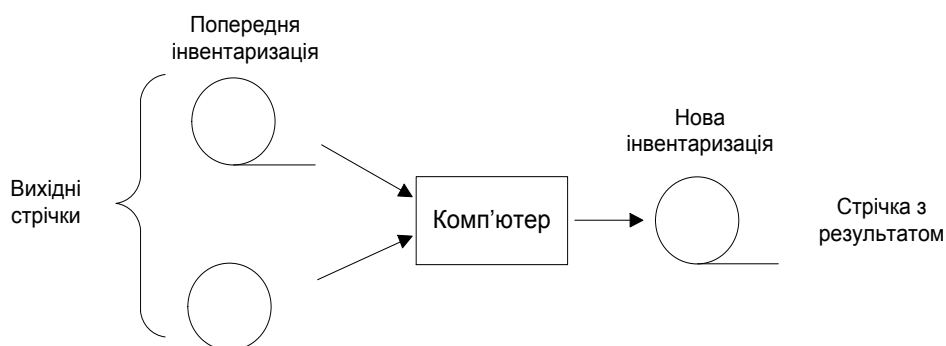 Попередня
інвентаризація
Вихідні
стрічки
Комп'ютер
Нова
інвентаризація
Стрічка з
результатом